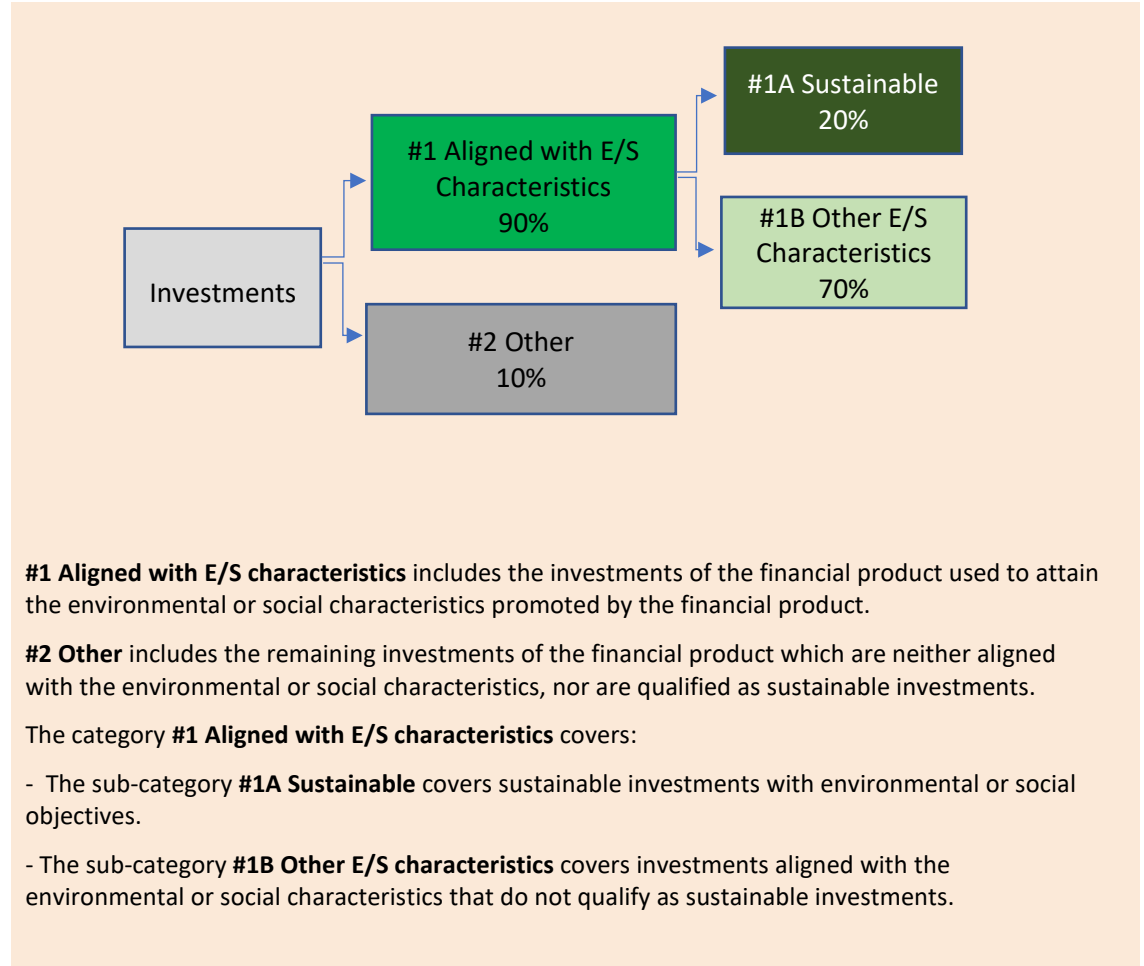 #1A Sustainable
20%
#1 Aligned with E/S
Characteristics
90%
#1B Other E/S
Characteristics
70%
Investments
#2 Other
10%
#1 Aligned with E/S characteristics includes the investments of the financial product used to attain
the environmental or social characteristics promoted by the financial product.
#2 Other includes the remaining investments of the financial product which are neither aligned
with the environmental or social characteristics, nor are qualified as sustainable investments.
The category #1 Aligned with E/S characteristics covers:
- The sub-category #1A Sustainable covers sustainable investments with environmental or social
objectives.
- The sub-category #1B Other E/S characteristics covers investments aligned with the
environmental or social characteristics that do not qualify as sustainable investments.